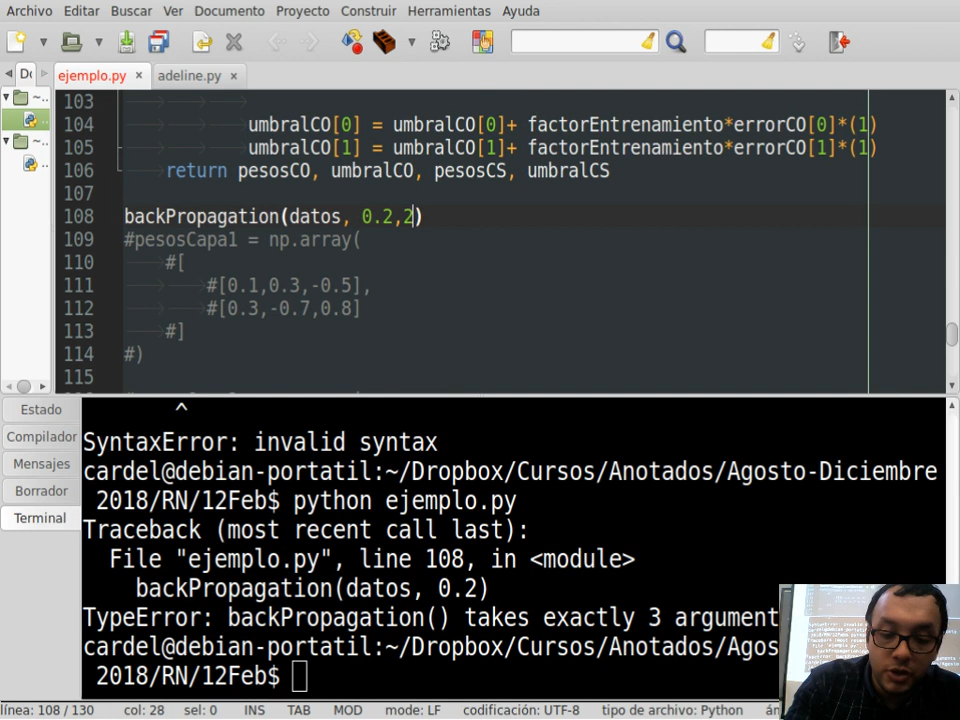 Archivo Editar Buscar Ver Documento Proyecto Construir Herramientas Ayuda
Do ejemplo.py × adeline.py ×
103
104 umbralCO[0] = umbralCO[0]+ factorEntrenamiento*errorCO[0]*(1)
105 umbralCO[1] = umbralCO[1]+ factorEntrenamiento*errorCO[1]*(1)
106 return pesosCO, umbralCO, pesosCS, umbralCS
107
108 backPropagation(datos, 0.2,2)
109 #pesosCapa1 = np.array(
110 #[
111 #[0.1,0.3,-0.5],
112 #[0.3,-0.7,0.8]
113 #]
114 #)
115
Estado
Compilador
Mensajes
Borrador
Terminal
^
SyntaxError: invalid syntax
cardel@debian-portatil:~/Dropbox/Cursos/Anotados/Agosto-Diciembre
2018/RN/12Feb$ python ejemplo.py
Traceback (most recent call last):
File "ejemplo.py", line 108, in <module>
backPropagation(datos, 0.2)
TypeError: backPropagation() takes exactly 3 argument
cardel@debian-portatil:~/Dropbox/Cursos/Anotados/Agos
2018/RN/12Feb$
línea: 108 / 130 col: 28 sel: 0 INS TAB MOD mode: LF codificación: UTF-8 tipo de archivo: Python